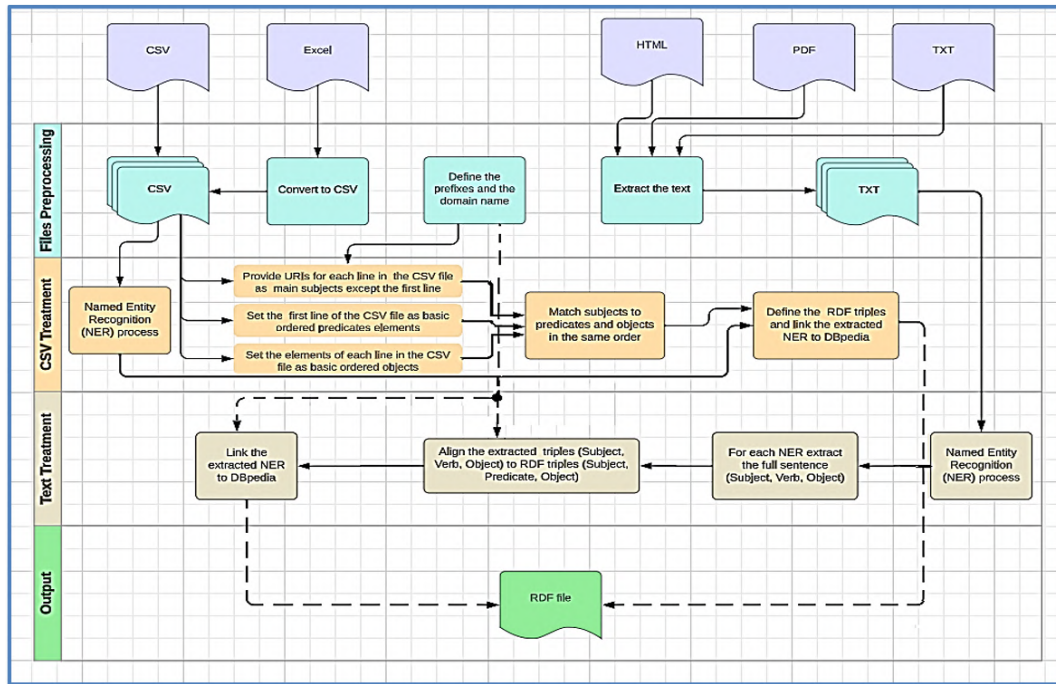 CSV
Excel
HTML
PDF
TXT
Files Preprocessing
CSV
Convert to CSV
Define the
prefixes and the
domain name
Extract the text
TXT
CSV Treatment
Named Entity
Recognition
(NER) process
Provide URIs for each line in the CSV file
as main subjects except the first line
Set the first line of the CSV file as basic
ordered predicates elements
Set the elements of each line in the CSV
file as basic ordered objects
Match subjects to
predicates and objects
in the same order
Define the RDF triples
and link the extracted
NER to DBpedia
Text Treatment
Link the
extracted NER
to DBpedia
Align the extracted triples (Subject,
Verb, Object) to RDF triples (Subject,
Predicate, Object)
For each NER extract
the full sentence
(Subject, Verb, Object)
Named Entity
Recognition
(NER) process
Output
RDF file